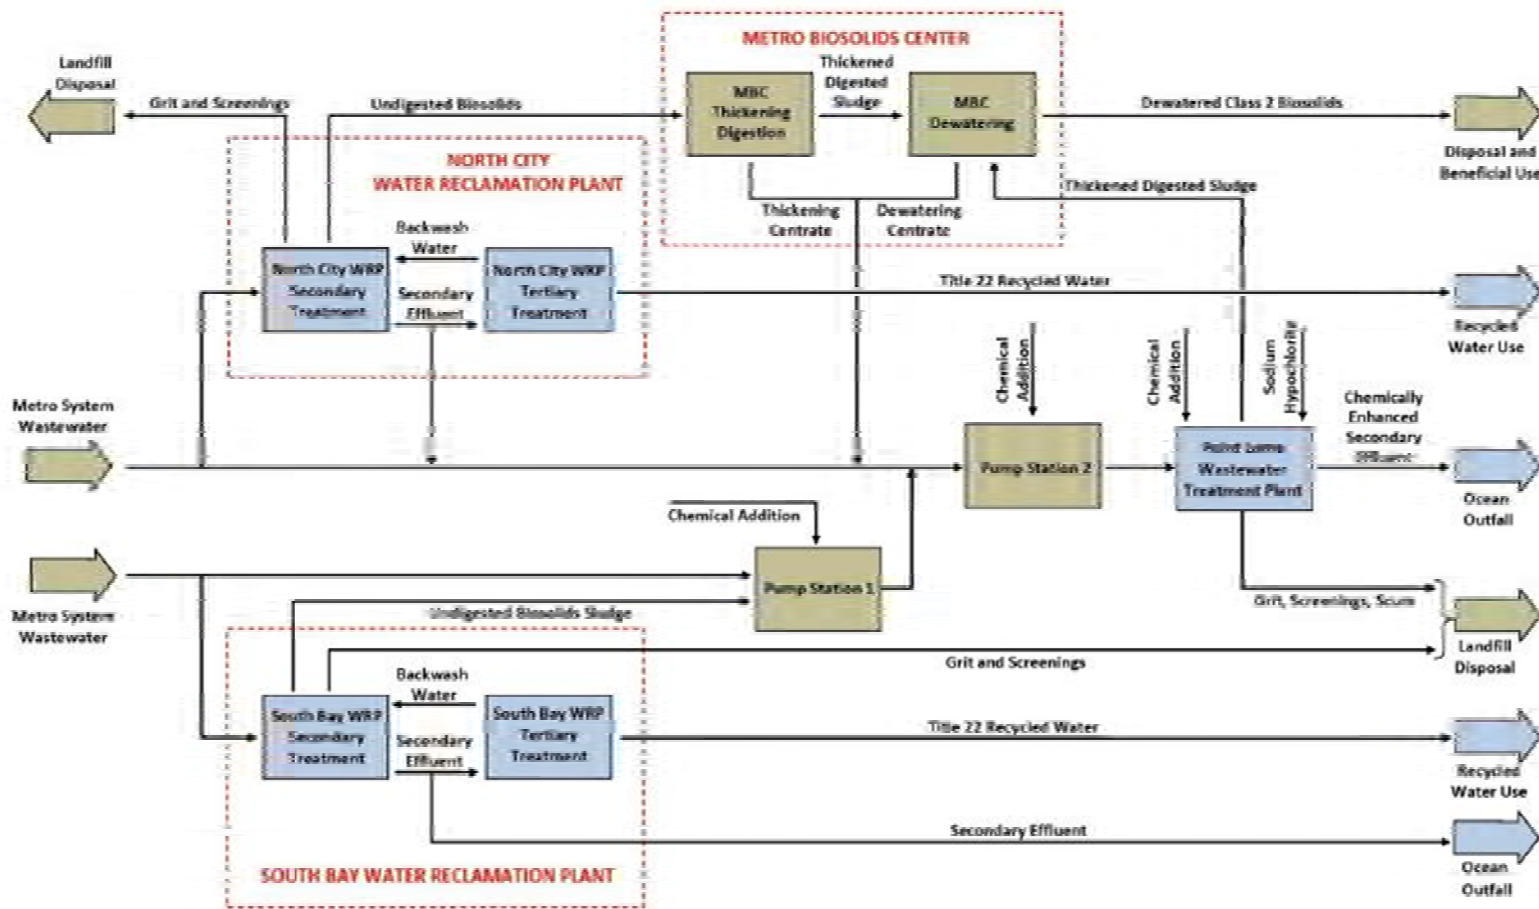 METRO BIOSOLIDS CENTER
Landfill
Disposal
Grit and Screenings
Undigested Biosolids
MBC
Thickening
Digestion
Thickened
Digested
Sludge
MBC
Dewatering
Dewatered Class 2 Biosolids
Disposal and
Beneficial Use
NORTH CITY
WATER RECLAMATION PLANT
Thickening
Centrate
Dewatering
Centrate
Thickened Digested Sludge
Backwash
Water
North City WRP
Secondary
Treatment
Secondary
Effluent
North City WRP
Tertiary
Treatment
Title 22 Recycled Water
Recycled
Water Use
Chemical
Addition
Chemical
Addition
Sodium
Hypochlorite
Metro System
Wastewater
Chemically
Enhanced
Secondary
Effluent
Pump Station 2
Point Loma
Wastewater
Treatment Plant
Ocean
Outfall
Chemical Addition
Pump Station 1
Metro System
Wastewater
Undigested Biosolids Sludge
Grit, Screenings, Scum
Landfill
Disposal
Grit and Screenings
Backwash
Water
South Bay WRP
Secondary
Treatment
Secondary
Effluent
South Bay WRP
Tertiary
Treatment
Title 22 Recycled Water
Recycled
Water Use
Secondary Effluent
Ocean
Outfall
SOUTH BAY WATER RECLAMATION PLANT